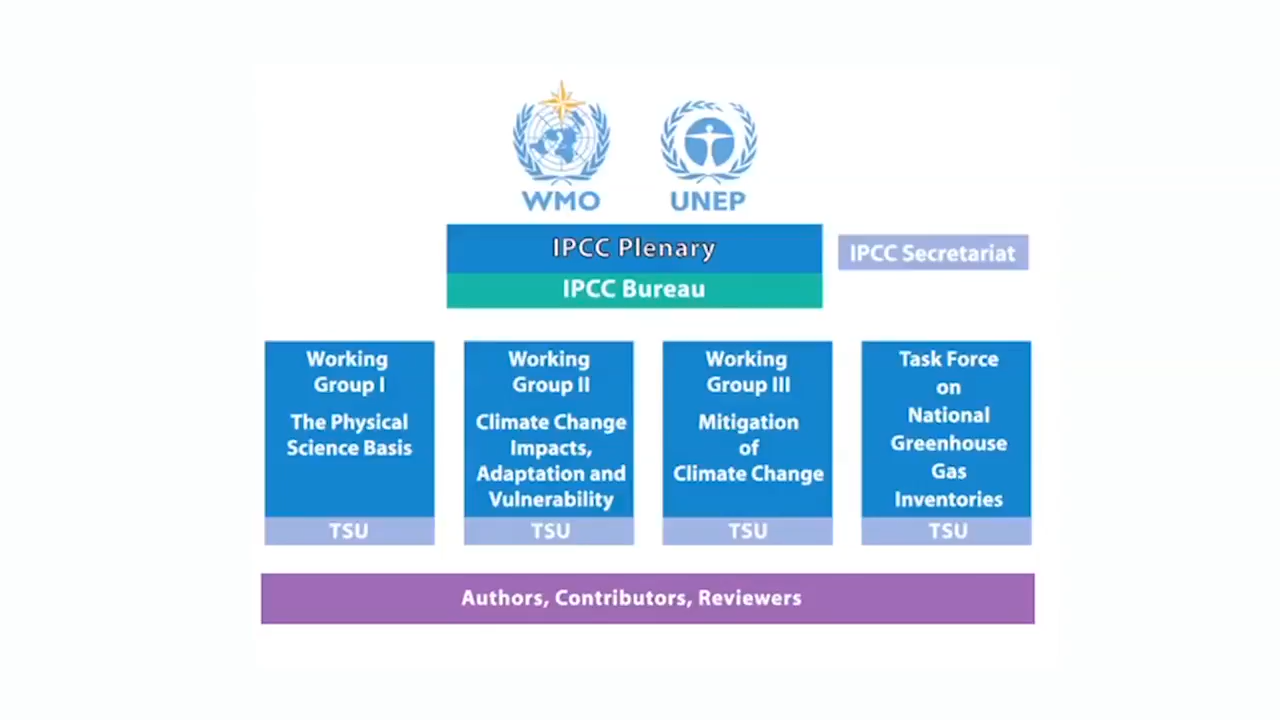 WMO
UNEP
IPCC Plenary
IPCC Secretariat
IPCC Bureau
Working
Group I
The Physical
Science Basis
TSU
Working
Group II
Climate Change
Impacts,
Adaptation and
Vulnerability
TSU
Working
Group III
Mitigation
of
Climate Change
TSU
Task Force
on
National
Greenhouse
Gas
Inventories
TSU
Authors, Contributors, Reviewers